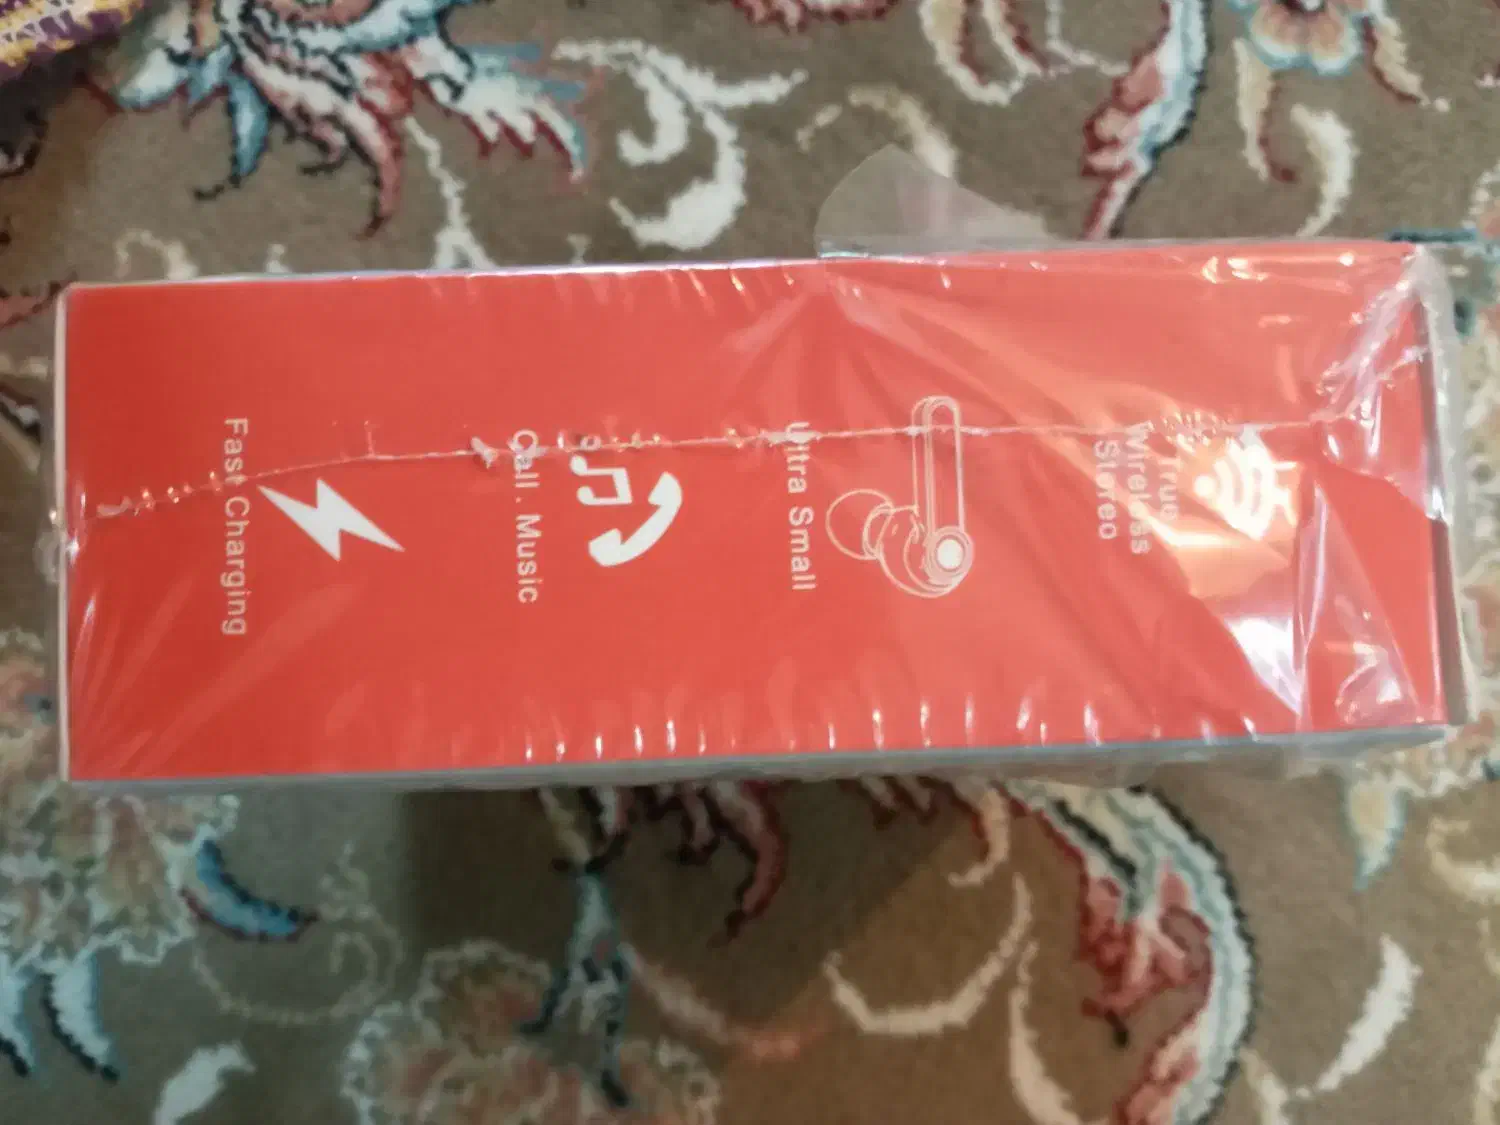 True
Wireless
Stereo
Ultra Small
Call . Music
Fast Charging